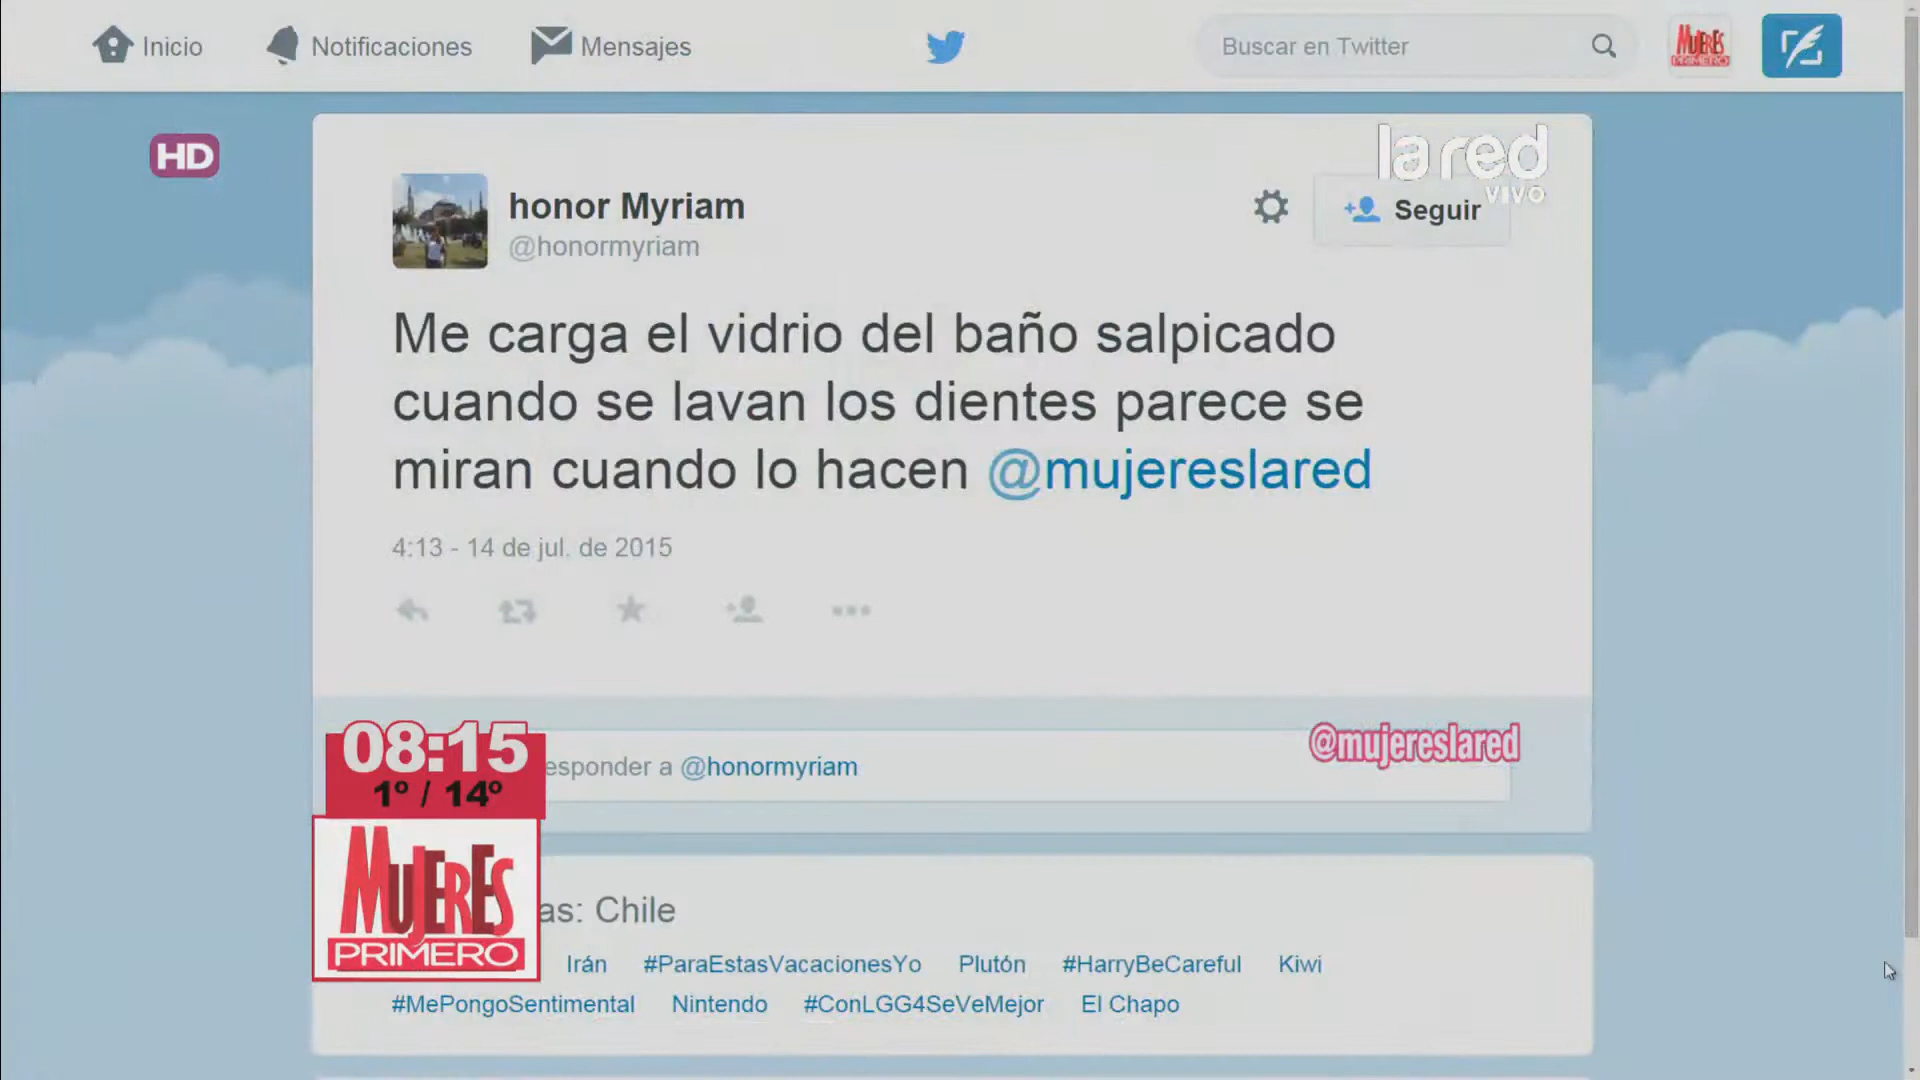 Inicio Notificaciones Mensajes Buscar en Twitter MUJERES PRIMERO
HD
la red
VIVO
honor Myriam
@honormyriam
Seguir
Me carga el vidrio del baño salpicado
cuando se lavan los dientes parece se
miran cuando lo hacen @mujereslared
4:13 - 14 de jul. de 2015
@mujereslared
08:15
1º / 14º
esponder a @honormyriam
MUJERES
PRIMERO
as: Chile
Irán #ParaEstasVacacionesYo Plutón #HarryBeCareful Kiwi
#MePongoSentimental Nintendo #ConLGG4SeVeMejor El Chapo